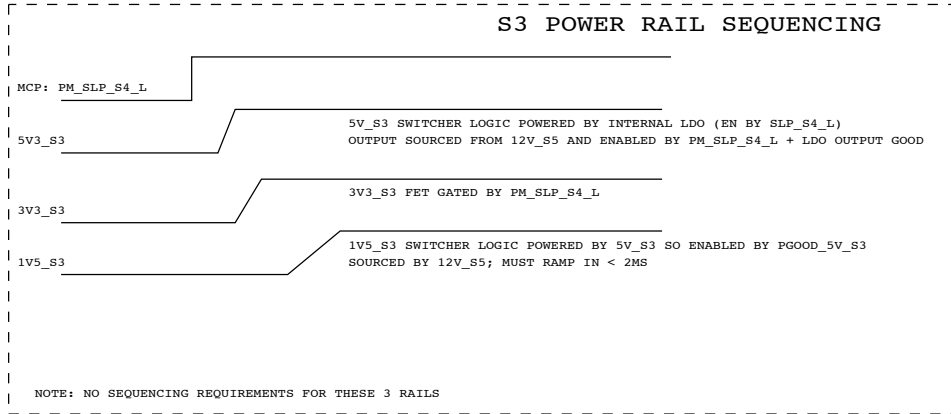 S3 POWER RAIL SEQUENCING
MCP: PM_SLP_S4_L
5V_S3 SWITCHER LOGIC POWERED BY INTERNAL LDO (EN BY SLP_S4_L)
5V3_S3
OUTPUT SOURCED FROM 12V_S5 AND ENABLED BY PM_SLP_S4_L + LDO OUTPUT GOOD
3V3_S3 FET GATED BY PM_SLP_S4_L
3V3_S3
1V5_S3 SWITCHER LOGIC POWERED BY 5V_S3 SO ENABLED BY PGOOD_5V_S3
1V5_S3
SOURCED BY 12V_S5; MUST RAMP IN < 2MS
NOTE: NO SEQUENCING REQUIREMENTS FOR THESE 3 RAILS